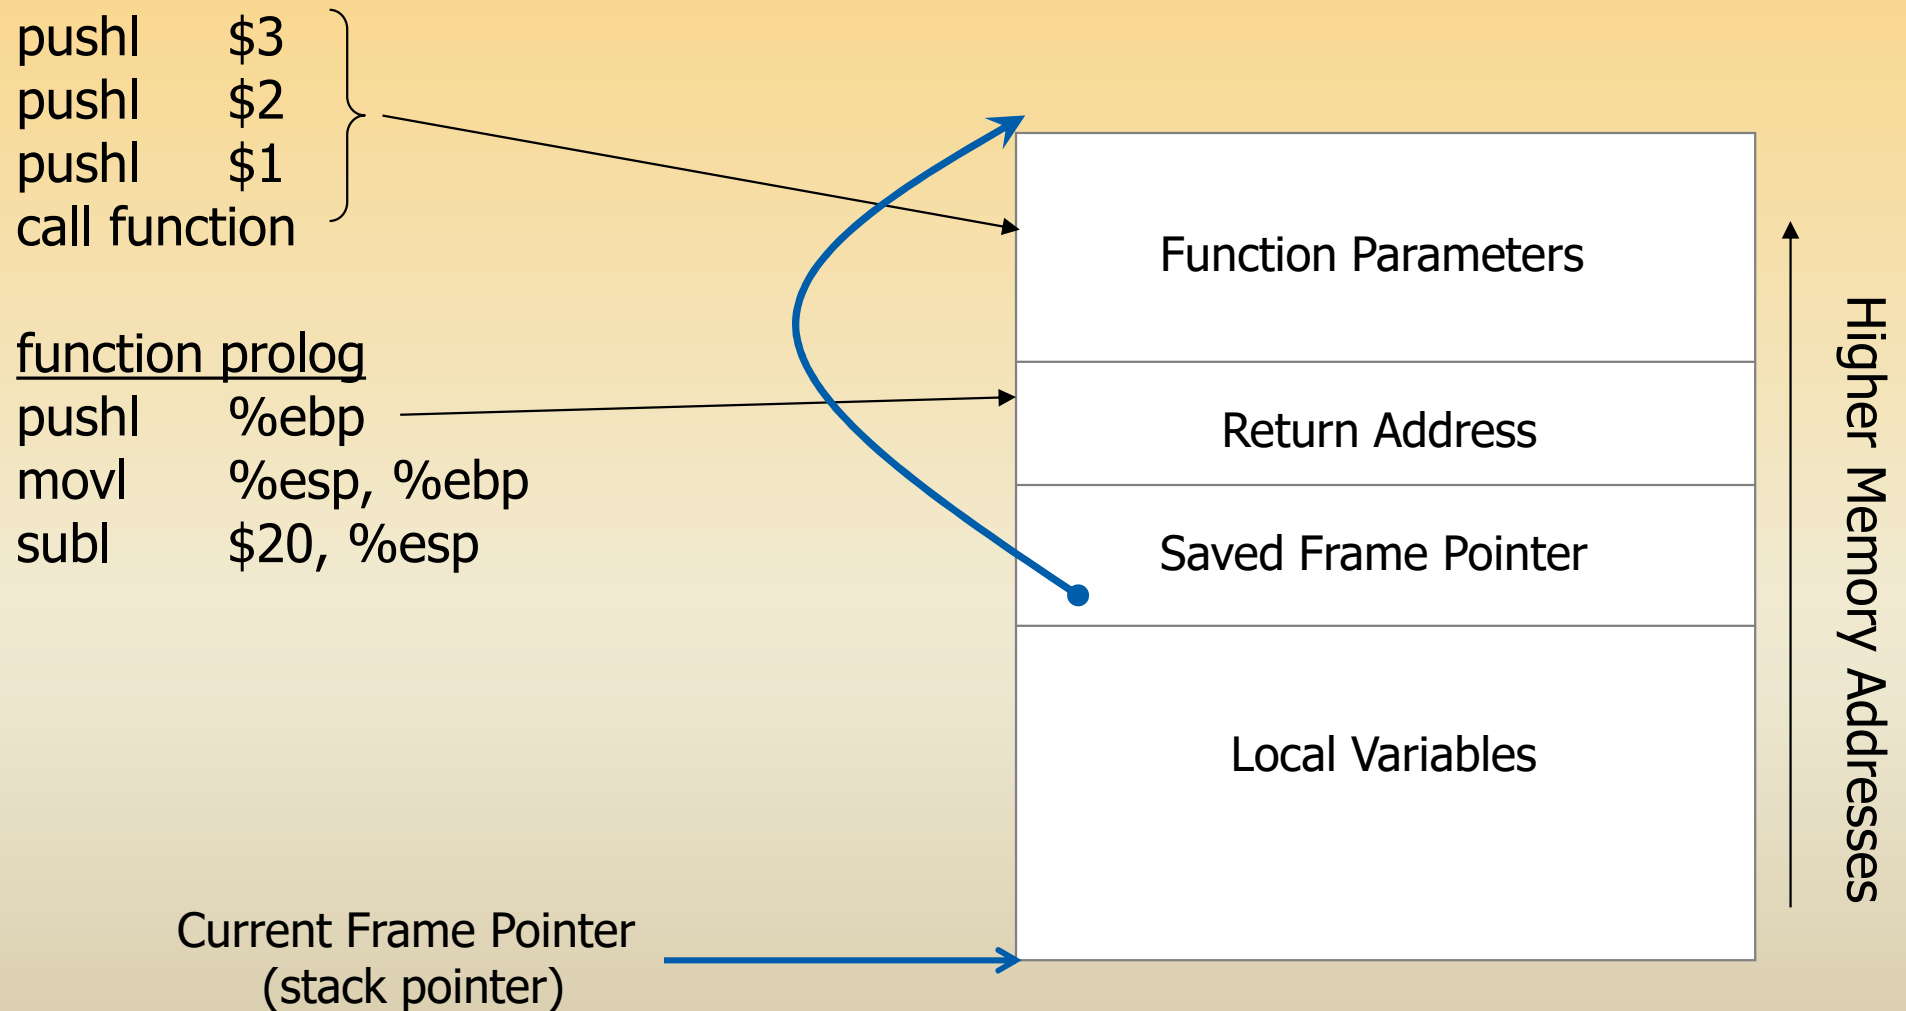 pushl $3
pushl $2
pushl $1
call function
function prolog
pushl %ebp
movl %esp, %ebp
subl $20, %esp
Function Parameters
Return Address
Saved Frame Pointer
Local Variables
Higher Memory Addresses
Current Frame Pointer
(stack pointer)